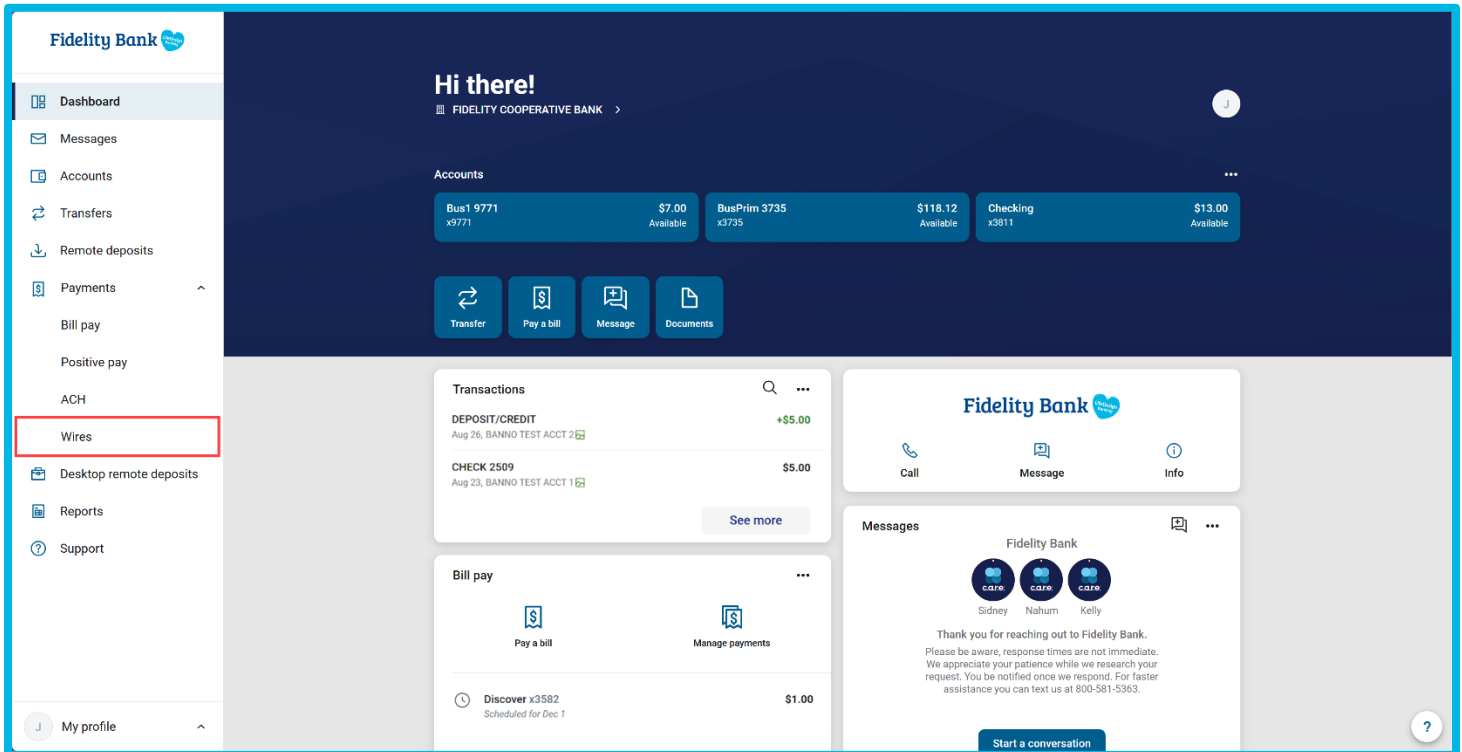 Fidelity Bank
Dashboard
Messages
Accounts
Transfers
Remote deposits
Payments
Bill pay
Positive pay
ACH
Wires
Desktop remote deposits
Reports
Support
J
My profile
Hi there!
FIDELITY COOPERATIVE BANK
J
Accounts
Bus1 9771 $7.00
x9771 Available
BusPrim 3735 $118.12
x3735 Available
Checking $13.00
x3811 Available
Transfer
Pay a bill
Message
Documents
Transactions
DEPOSIT/CREDIT +$5.00
Aug 26, BANNO TEST ACCT 2
CHECK 2509 $5.00
Aug 23, BANNO TEST ACCT 1
See more
Bill pay
Pay a bill
Manage payments
Discover x3582 $1.00
Scheduled for Dec 1
Fidelity Bank
Call
Message
Info
Messages
Fidelity Bank
c.a.r.e.
c.a.r.e.
c.a.r.e.
Sidney Nahum Kelly
Thank you for reaching out to Fidelity Bank.
Please be aware, response times are not immediate.
We appreciate your patience while we research your
request. You be notified once we respond. For faster
assistance you can text us at 800-581-5363.
Start a conversation
?